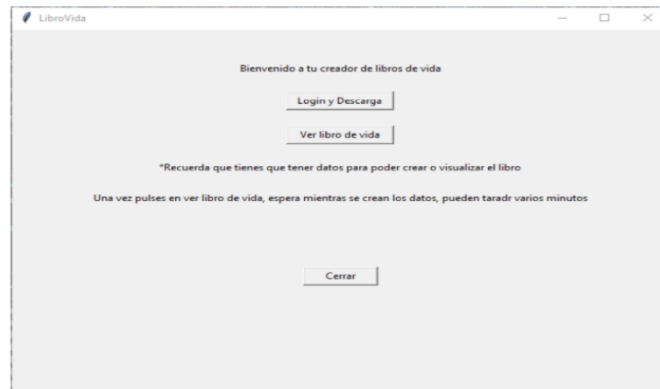 LibroVida
Bienvenido a tu creador de libros de vida
Login y Descarga
Ver libro de vida
*Recuerda que tienes que tener datos para poder crear o visualizar el libro
Una vez pulses en ver libro de vida, espera mientras se crean los datos, pueden taradr varios minutos
Cerrar